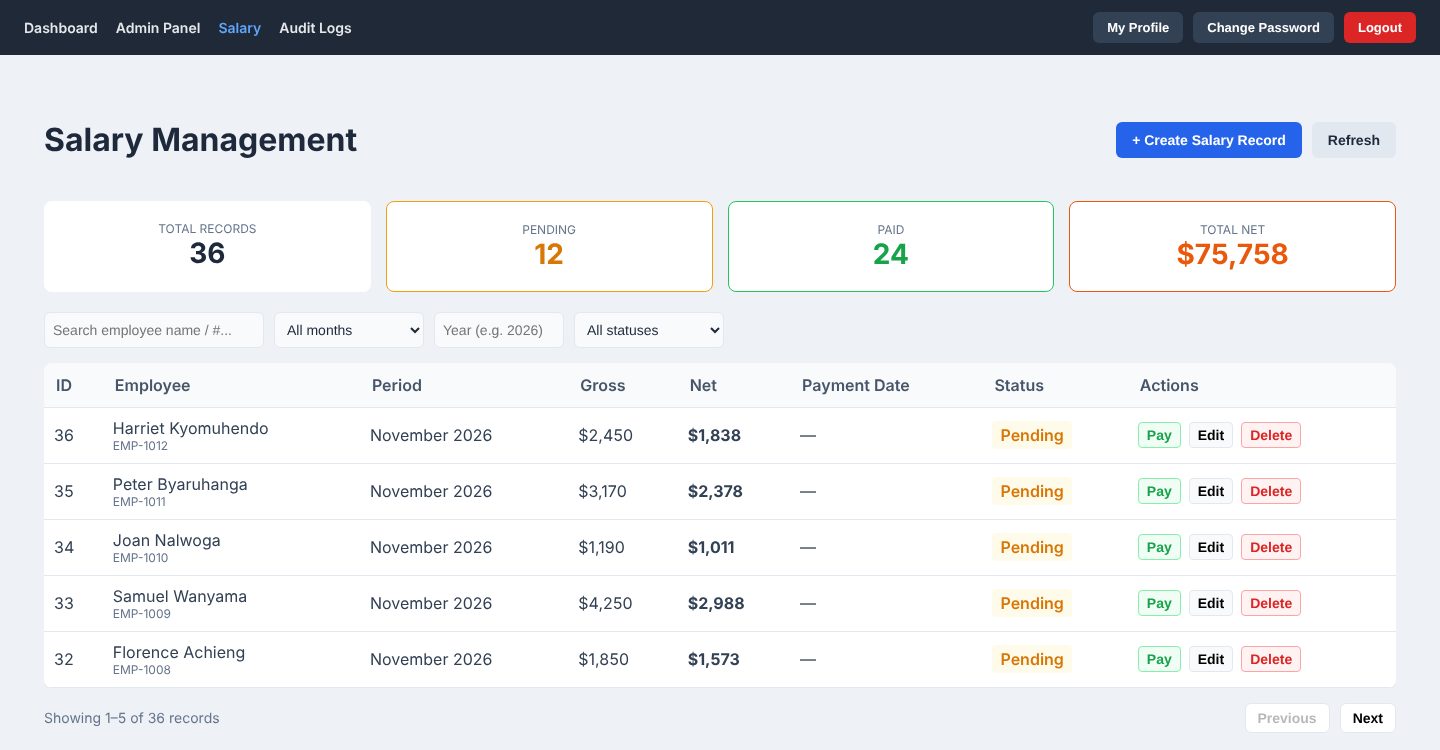 Dashboard Admin Panel Salary Audit Logs My Profile Change Password Logout
Salary Management + Create Salary Record Refresh
TOTAL RECORDS PENDING PAID TOTAL NET
36 12 24 $75,758
Search employee name / #... All months Year (e.g. 2026) All statuses
ID Employee Period Gross Net Payment Date Status Actions
36 Harriet Kyomuhendo November 2026 $2,450 $1,838 — Pending Pay Edit Delete
EMP-1012
35 Peter Byaruhanga November 2026 $3,170 $2,378 — Pending Pay Edit Delete
EMP-1011
34 Joan Nalwoga November 2026 $1,190 $1,011 — Pending Pay Edit Delete
EMP-1010
33 Samuel Wanyama November 2026 $4,250 $2,988 — Pending Pay Edit Delete
EMP-1009
32 Florence Achieng November 2026 $1,850 $1,573 — Pending Pay Edit Delete
EMP-1008
Showing 1–5 of 36 records Previous Next